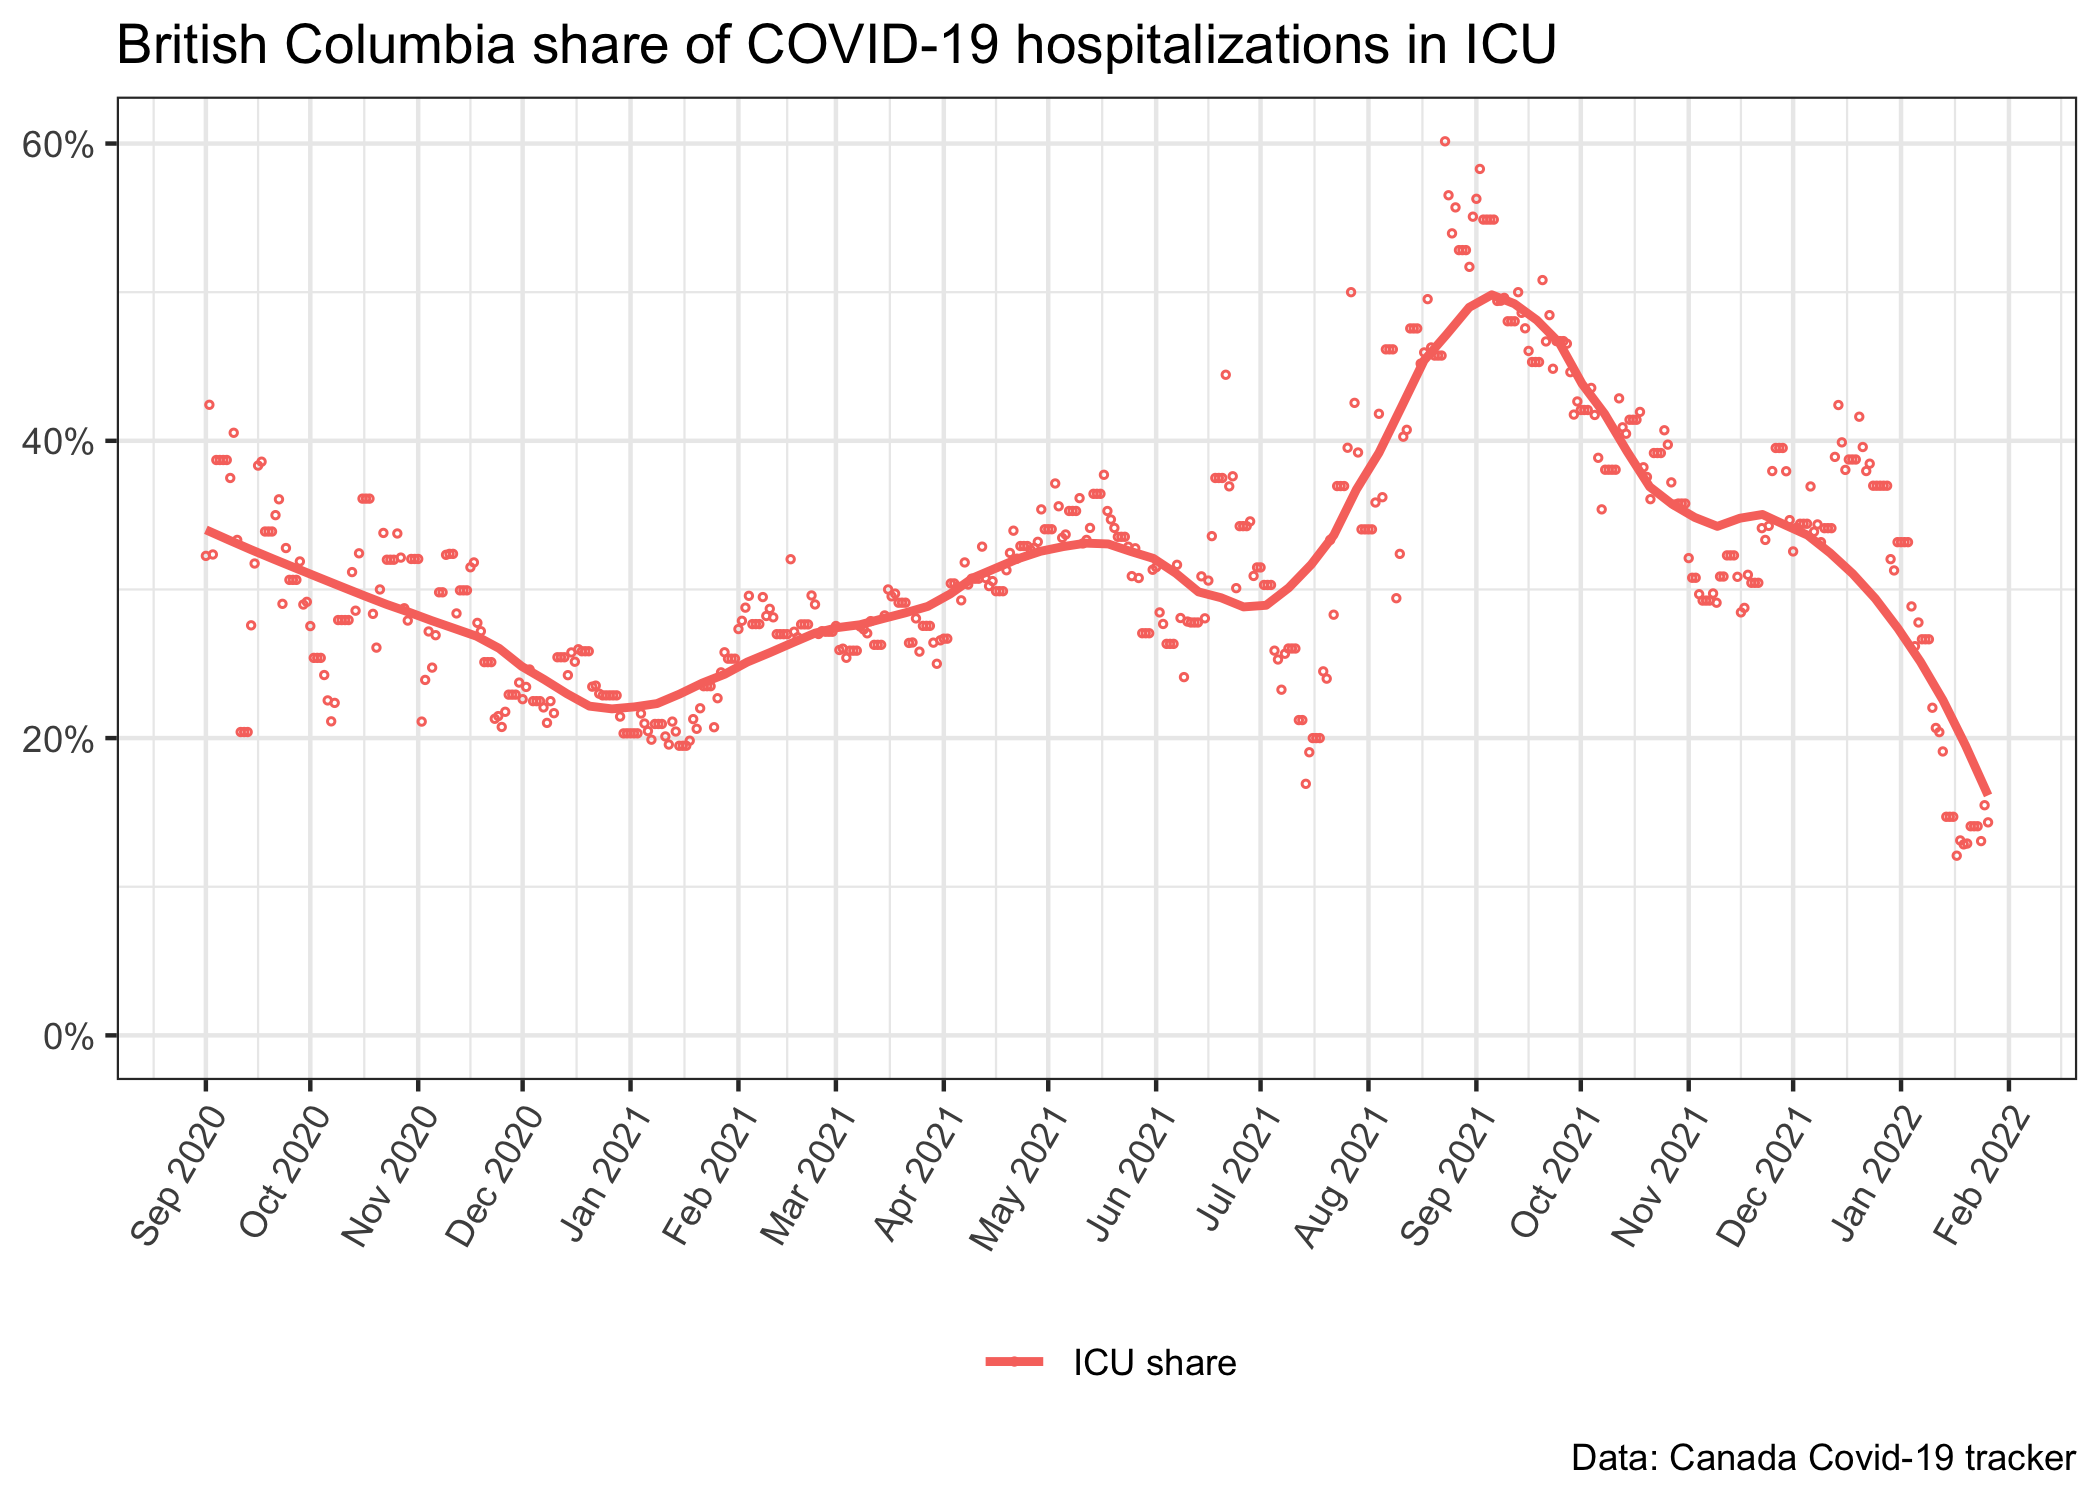 British Columbia share of COVID-19 hospitalizations in ICU
60%
40%
20%
0%
Sep 2020
Oct 2020
Nov 2020
Dec 2020
Jan 2021
Feb 2021
Mar 2021
Apr 2021
May 2021
Jun 2021
Jul 2021
Aug 2021
Sep 2021
Oct 2021
Nov 2021
Dec 2021
Jan 2022
Feb 2022
ICU share
Data: Canada Covid-19 tracker